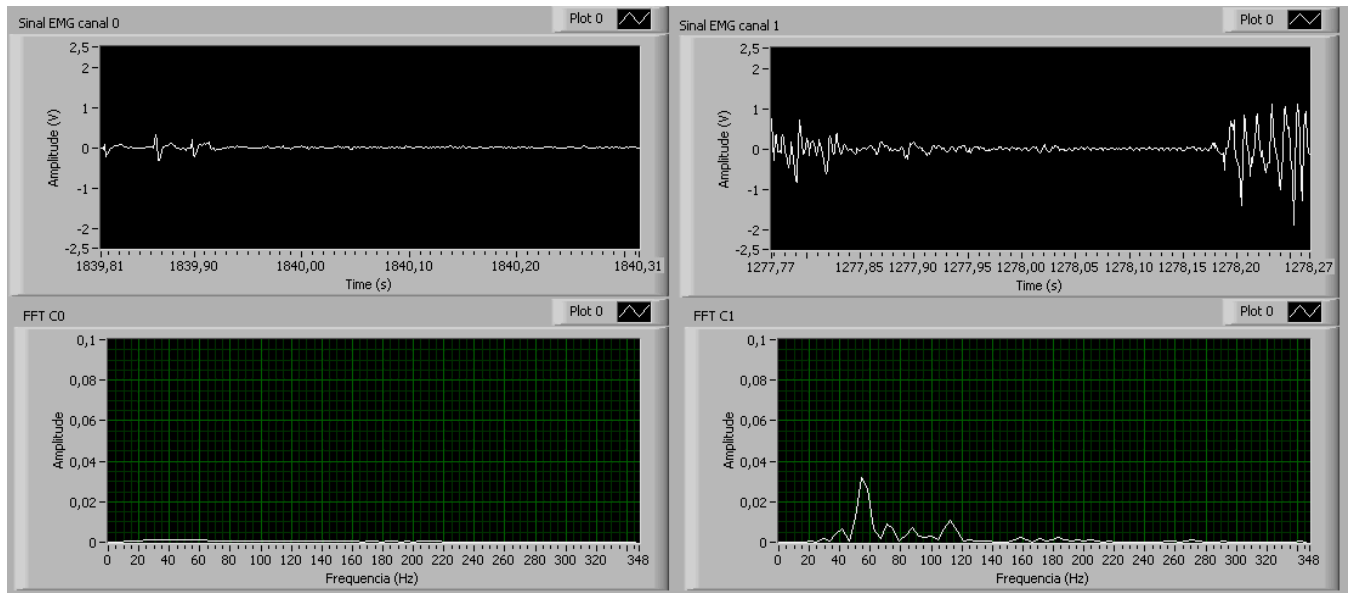 Sinal EMG canal 0
Plot 0
Amplitude (V)
2,5
2
1
0
-1
-2
-2,5
1839,81 1839,90 1840,00 1840,10 1840,20 1840,31
Time (s)
Sinal EMG canal 1
Plot 0
Amplitude (V)
2,5
2
1
0
-1
-2
-2,5
1277,77 1277,85 1277,90 1277,95 1278,00 1278,05 1278,10 1278,15 1278,20 1278,27
Time (s)
FFT C0
Plot 0
Amplitude
0,1
0,08
0,06
0,04
0,02
0
0 20 40 60 80 100 120 140 160 180 200 220 240 260 280 300 320 348
Frequencia (Hz)
FFT C1
Plot 0
Amplitude
0,1
0,08
0,06
0,04
0,02
0
0 20 40 60 80 100 120 140 160 180 200 220 240 260 280 300 320 348
Frequencia (Hz)